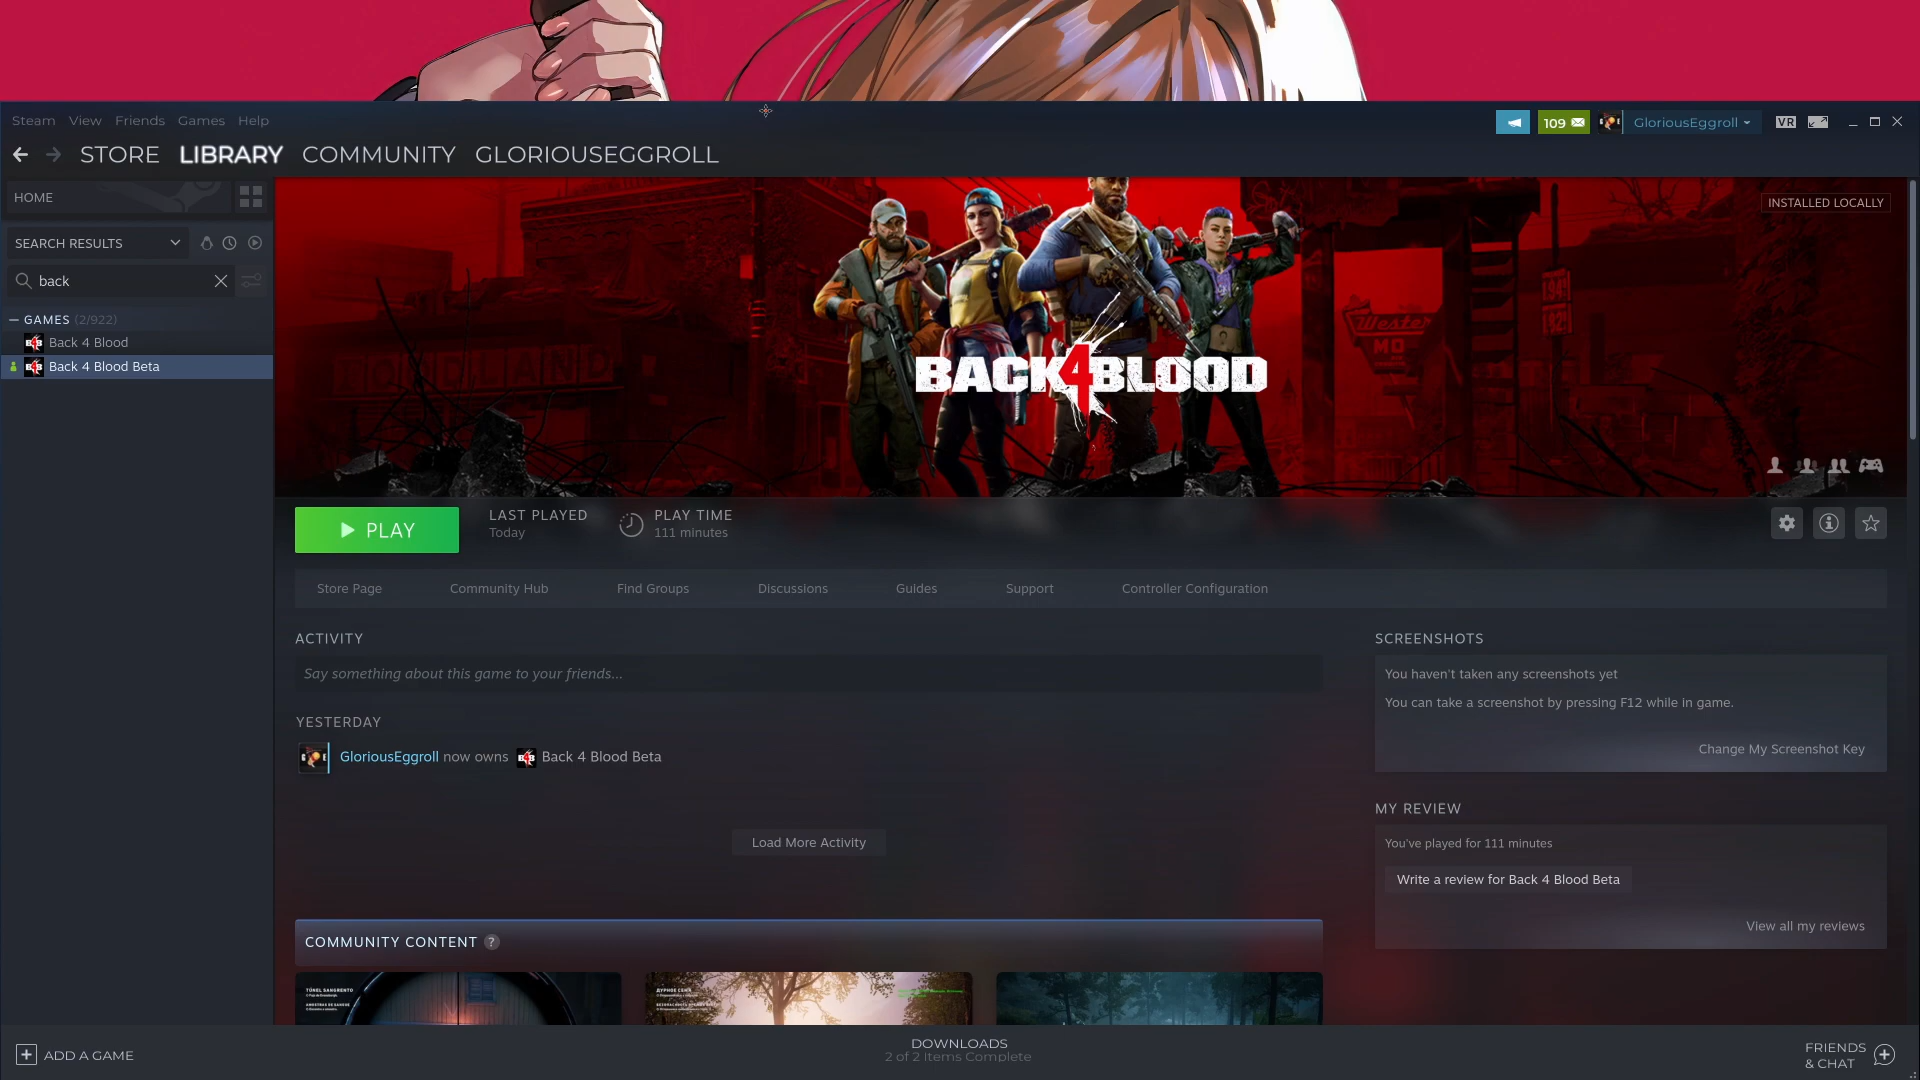 Steam View Friends Games Help
109 GloriousEggroll VR
STORE LIBRARY COMMUNITY GLORIOUSEGGROLL
HOME
INSTALLED LOCALLY
SEARCH RESULTS
back
GAMES (2/922)
Back 4 Blood
Back 4 Blood Beta
BACK 4 BLOOD
PLAY
LAST PLAYED
Today
PLAY TIME
111 minutes
Store Page Community Hub Find Groups Discussions Guides Support Controller Configuration
ACTIVITY
Say something about this game to your friends...
YESTERDAY
GloriousEggroll now owns Back 4 Blood Beta
Load More Activity
SCREENSHOTS
You haven't taken any screenshots yet
You can take a screenshot by pressing F12 while in game.
Change My Screenshot Key
MY REVIEW
You've played for 111 minutes
Write a review for Back 4 Blood Beta
View all my reviews
COMMUNITY CONTENT ?
TÚNEL SANGRENTO
ДУРНОЕ
ADD A GAME
DOWNLOADS
2 of 2 Items Complete
FRIENDS
& CHAT